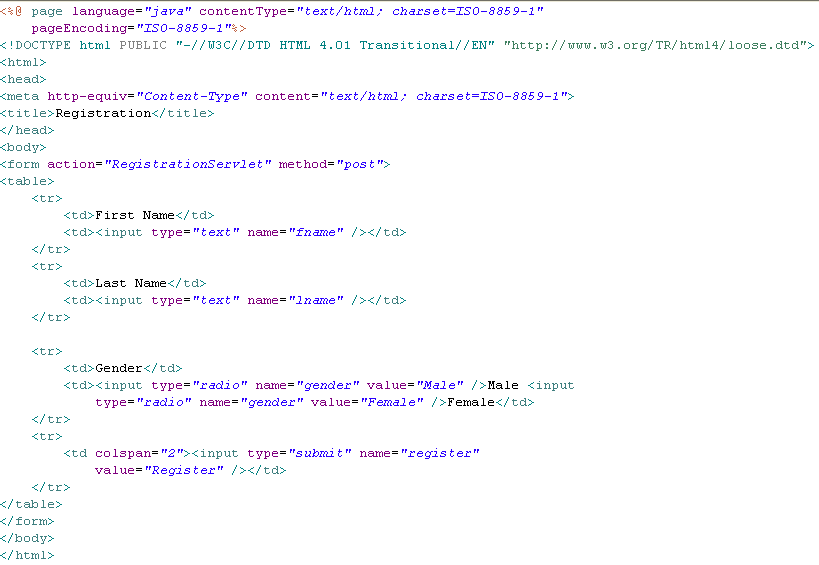 <%@ page language="java" contentType="text/html; charset=ISO-8859-1"
    pageEncoding="ISO-8859-1"%>
<!DOCTYPE html PUBLIC "-//W3C//DTD HTML 4.01 Transitional//EN" "http://www.w3.org/TR/html4/loose.dtd">
<html>
<head>
<meta http-equiv="Content-Type" content="text/html; charset=ISO-8859-1">
<title>Registration</title>
</head>
<body>
<form action="RegistrationServlet" method="post">
<table>
    <tr>
        <td>First Name</td>
        <td><input type="text" name="fname" /></td>
    </tr>
    <tr>
        <td>Last Name</td>
        <td><input type="text" name="lname" /></td>
    </tr>

    <tr>
        <td>Gender</td>
        <td><input type="radio" name="gender" value="Male" />Male <input
            type="radio" name="gender" value="Female" />Female</td>
    </tr>
    <tr>
        <td colspan="2"><input type="submit" name="register"
            value="Register" /></td>
    </tr>
</table>
</form>
</body>
</html>